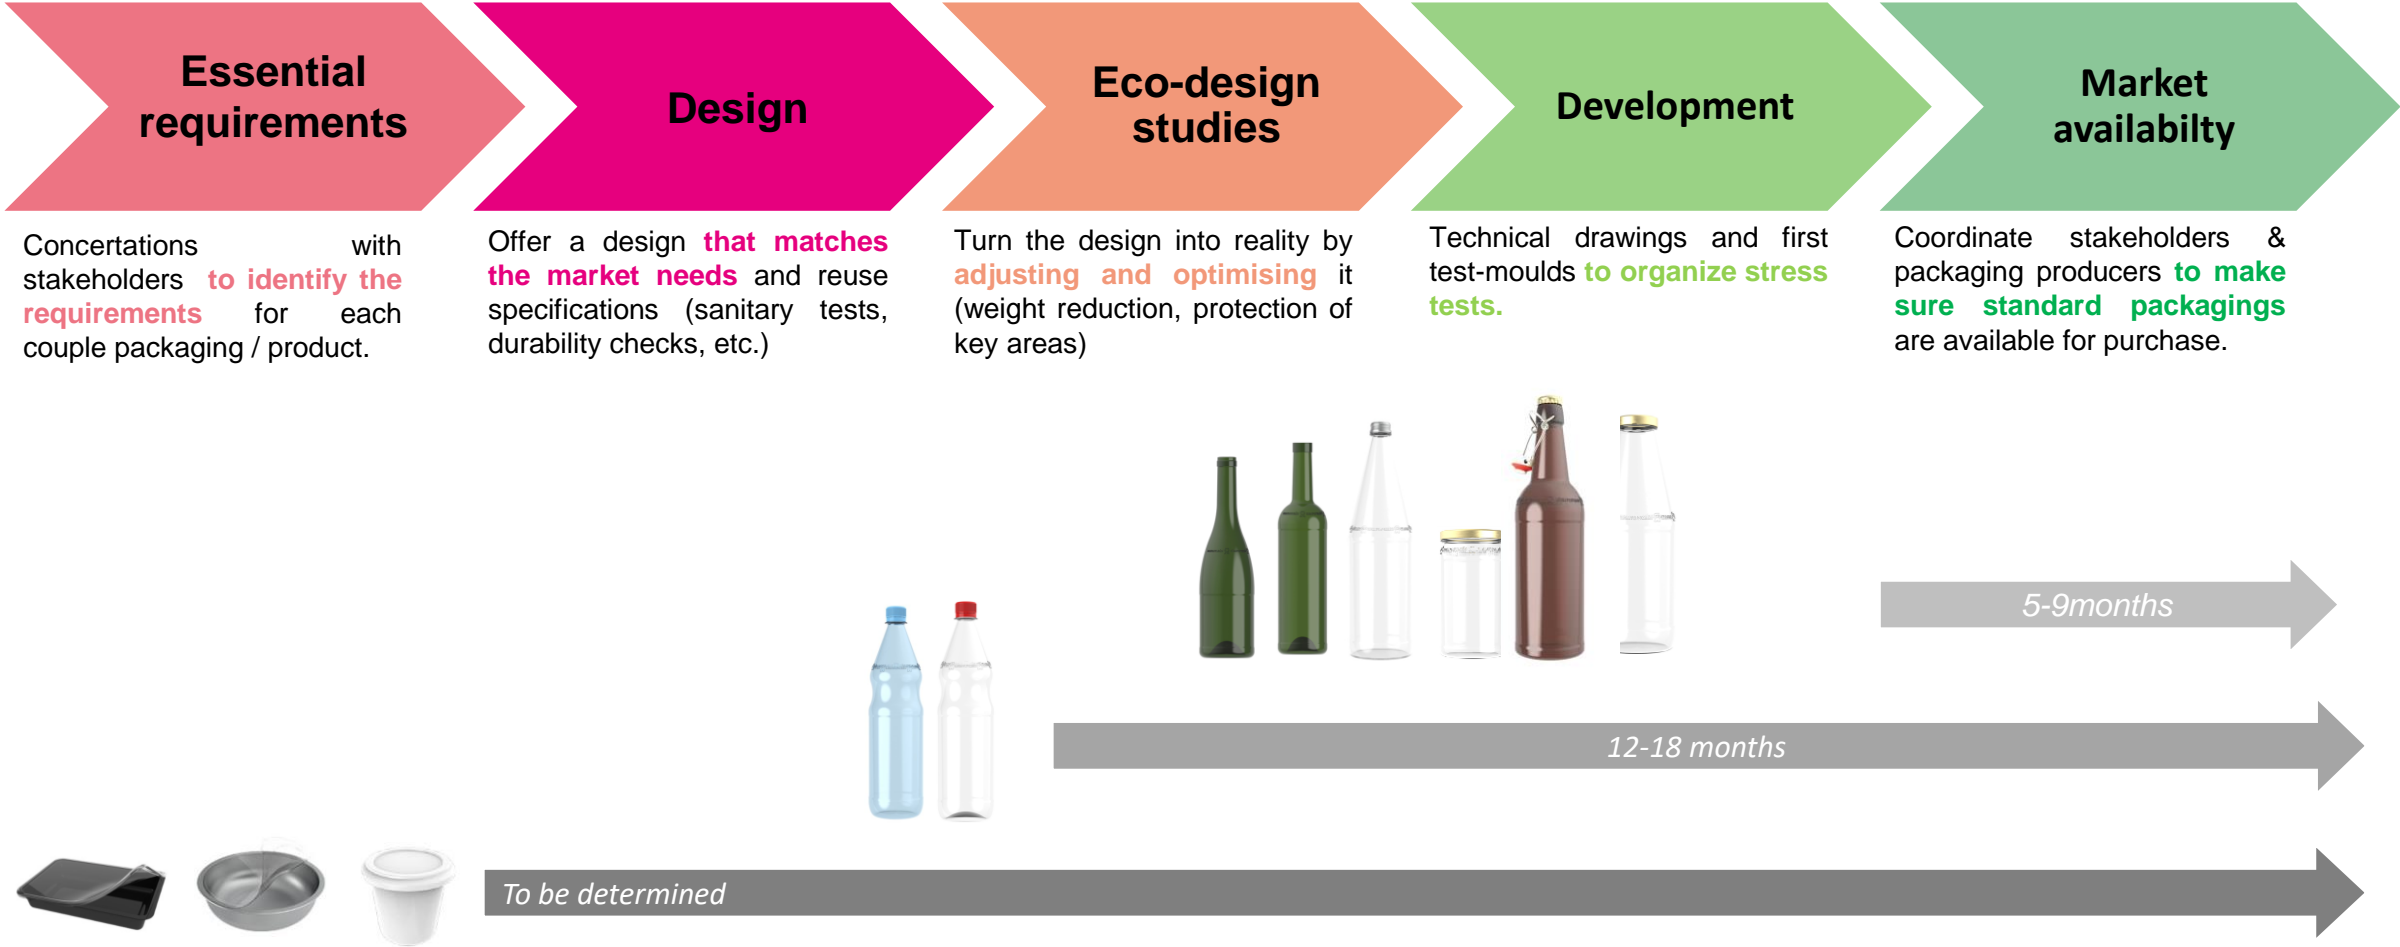 Essential
requirements
Design
Eco-design
studies
Development
Market
availabilty
Concertations with
stakeholders to identify the
requirements for each
couple packaging / product.
Offer a design that matches
the market needs and reuse
specifications (sanitary tests,
durability checks, etc.)
Turn the design into reality by
adjusting and optimising it
(weight reduction, protection of
key areas)
Technical drawings and first
test-moulds to organize stress
tests.
Coordinate stakeholders &
packaging producers to make
sure standard packagings
are available for purchase.
5-9months
12-18 months
To be determined